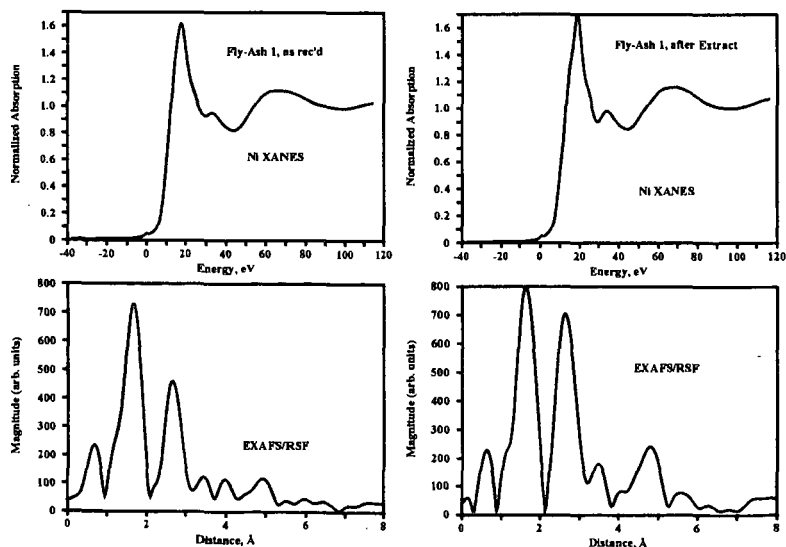 1.6
1.4
1.2
1.0
0.8
0.6
0.4
0.2
0
Normalized Absorption
Fly-Ash 1, as rec'd
Ni XANES
-40 -20 0 20 40 60 80 100 120
Energy, eV
1.6
1.4
1.2
1.0
0.8
0.6
0.4
0.2
0
Normalized Absorption
Fly-Ash 1, after Extract
Ni XANES
-40 -20 0 20 40 60 80 100 120
Energy, eV
800
700
600
500
400
300
200
100
0
Magnitude (arb. units)
EXAFS/RSF
0 2 4 6 8
Distance, Å
800
700
600
500
400
300
200
100
0
Magnitude (arb. units)
EXAFS/RSF
0 2 4 6 8
Distance, Å